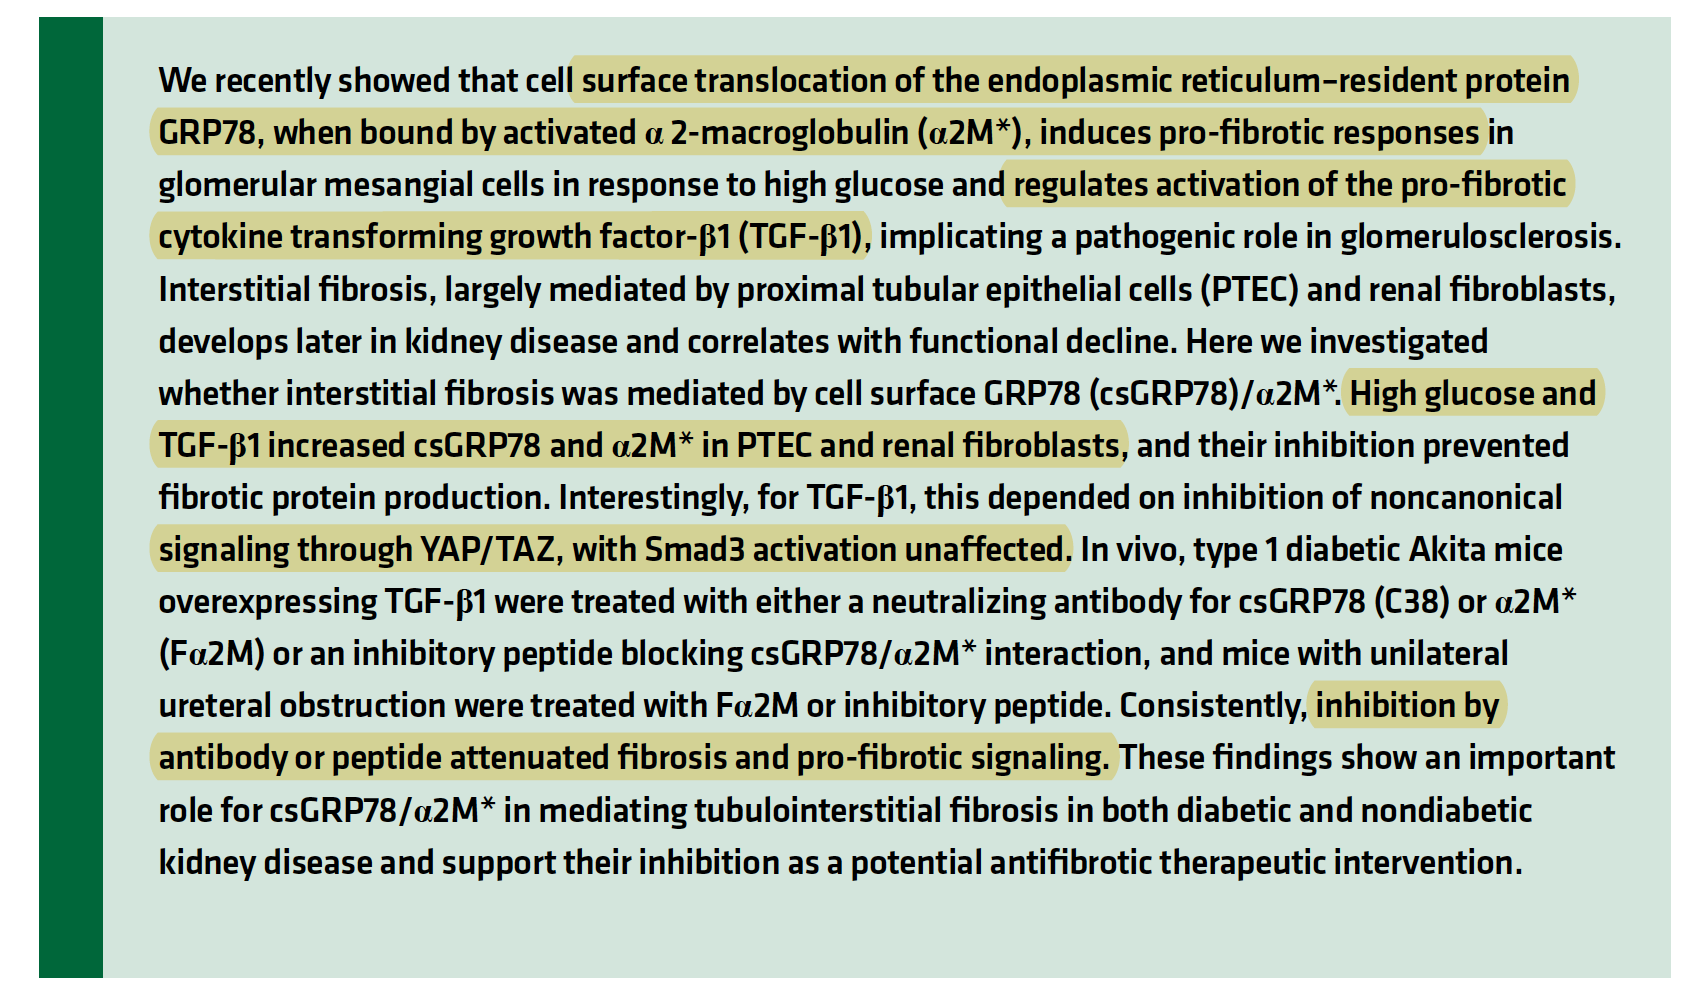 We recently showed that cell surface translocation of the endoplasmic reticulum–resident protein
GRP78, when bound by activated α 2-macroglobulin (α2M*), induces pro-fibrotic responses in
glomerular mesangial cells in response to high glucose and regulates activation of the pro-fibrotic
cytokine transforming growth factor-β1 (TGF-β1), implicating a pathogenic role in glomerulosclerosis.
Interstitial fibrosis, largely mediated by proximal tubular epithelial cells (PTEC) and renal fibroblasts,
develops later in kidney disease and correlates with functional decline. Here we investigated
whether interstitial fibrosis was mediated by cell surface GRP78 (csGRP78)/α2M*. High glucose and
TGF-β1 increased csGRP78 and α2M* in PTEC and renal fibroblasts, and their inhibition prevented
fibrotic protein production. Interestingly, for TGF-β1, this depended on inhibition of noncanonical
signaling through YAP/TAZ, with Smad3 activation unaffected. In vivo, type 1 diabetic Akita mice
overexpressing TGF-β1 were treated with either a neutralizing antibody for csGRP78 (C38) or α2M*
(Fα2M) or an inhibitory peptide blocking csGRP78/α2M* interaction, and mice with unilateral
ureteral obstruction were treated with Fα2M or inhibitory peptide. Consistently, inhibition by
antibody or peptide attenuated fibrosis and pro-fibrotic signaling. These findings show an important
role for csGRP78/α2M* in mediating tubulointerstitial fibrosis in both diabetic and nondiabetic
kidney disease and support their inhibition as a potential antifibrotic therapeutic intervention.